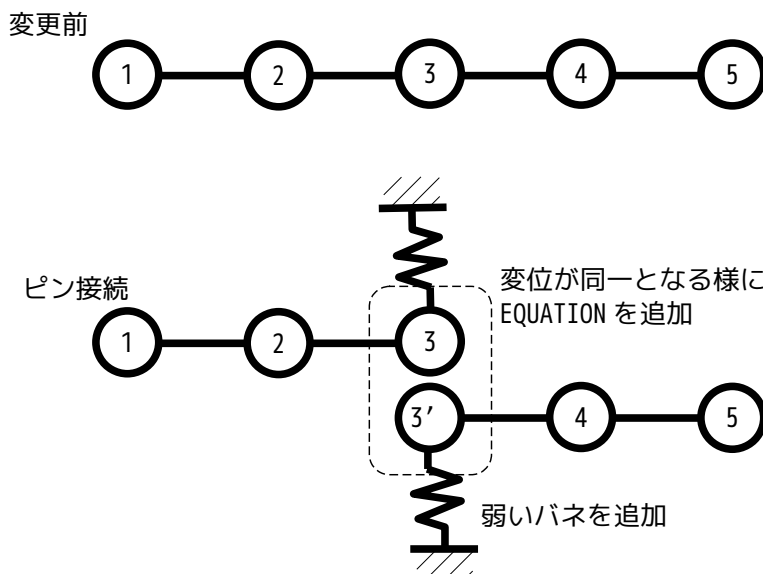 変更前
1 2 3 4 5
ピン接続
変位が同一となる様に
EQUATION を追加
1 2 3
3′ 4 5
弱いバネを追加